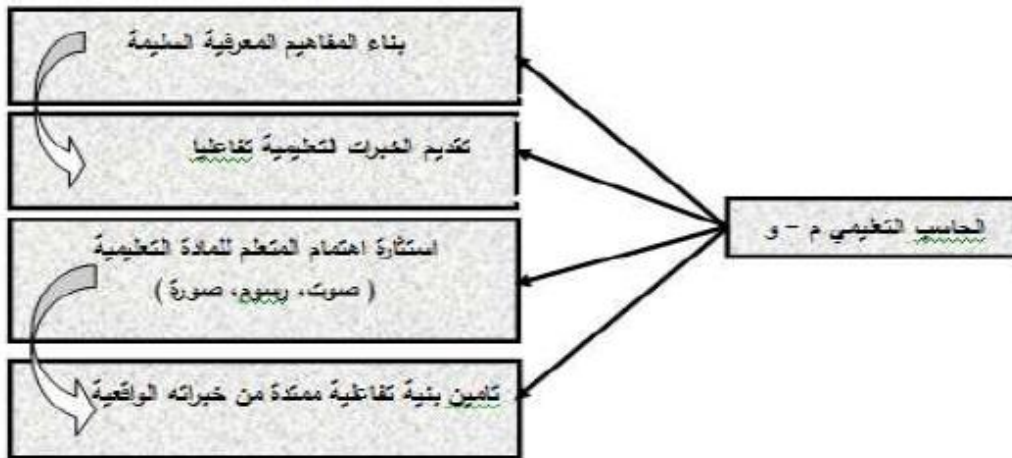 بناء المفاهيم المعرفية السليمة
تقديم الخبرات التعليمية تفاعليا
استثارة اهتمام المتعلم للمادة التعليمية
( صوت، رسوم، صورة )
تامين بنية تفاعلية ممتدة من خبراته الواقعية
الحاسب التعليمي م – و